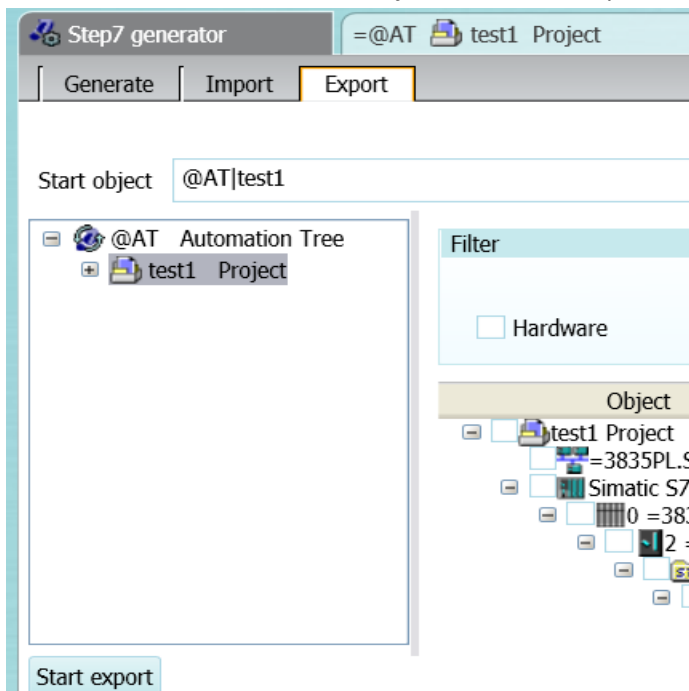 Step7 generator
=@AT test1 Project
Generate Import Export
Start object @AT|test1
@AT Automation Tree
test1 Project
Filter
Hardware
Object
test1 Project
=3835PL.S
Simatic S7
0 =383
2 =
Start export